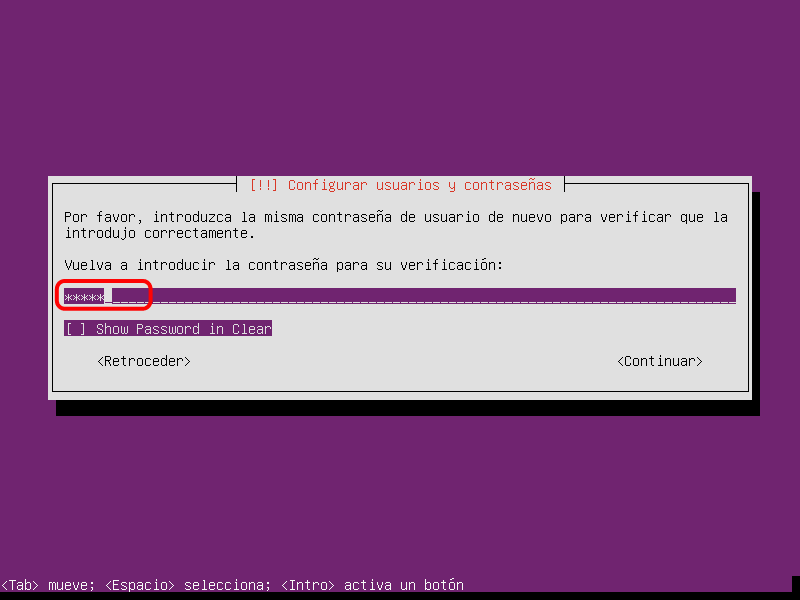 [!!] Configurar usuarios y contraseñas
Por favor, introduzca la misma contraseña de usuario de nuevo para verificar que la
introdujo correctamente.
Vuelva a introducir la contraseña para su verificación:
*****
[ ] Show Password in Clear
<Retroceder> <Continuar>
<Tab> mueve; <Espacio> selecciona; <Intro> activa un botón